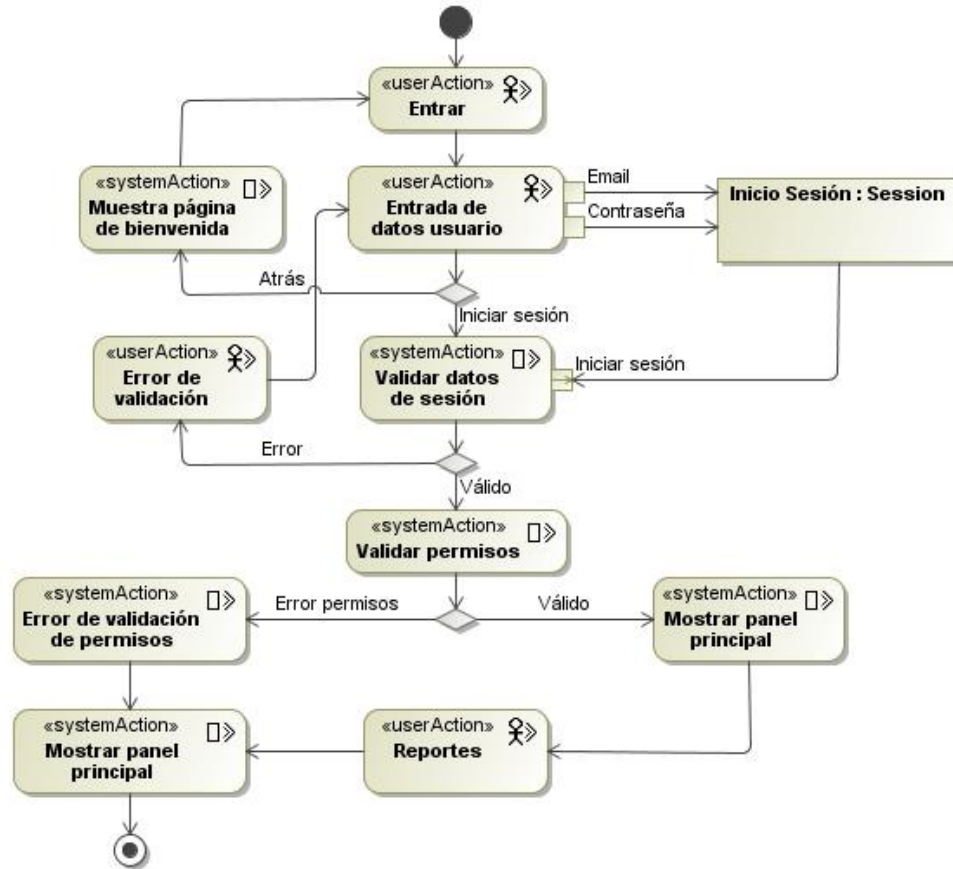 «userAction»
Entrar
«systemAction»
Muestra página
de bienvenida
«userAction»
Entrada de
datos usuario
Email
Contraseña
Inicio Sesión : Session
Atrás
Iniciar sesión
«userAction»
Error de
validación
«systemAction»
Validar datos
de sesión
Iniciar sesión
Error
Válido
«systemAction»
Validar permisos
«systemAction»
Error de validación
de permisos
Error permisos
Válido
«systemAction»
Mostrar panel
principal
«systemAction»
Mostrar panel
principal
«userAction»
Reportes